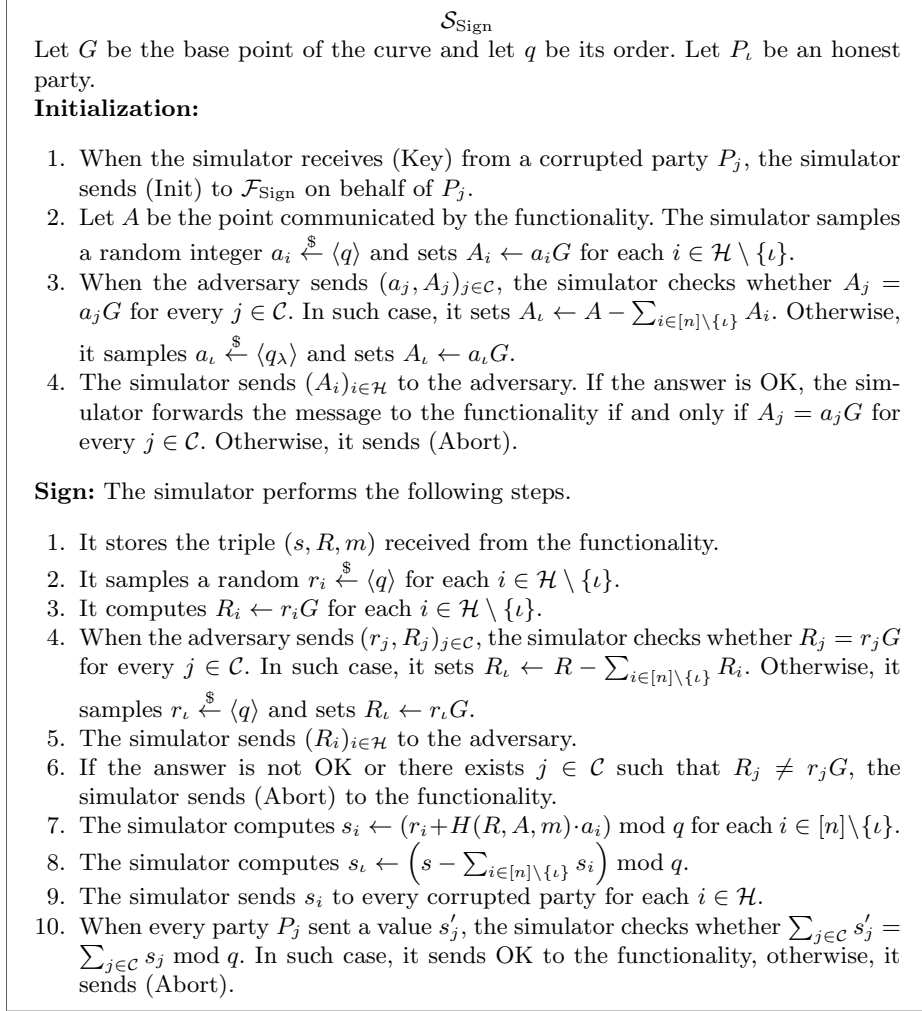 𝒮_Sign
Let G be the base point of the curve and let q be its order. Let P_ι be an honest
party.
Initialization:
1. When the simulator receives (Key) from a corrupted party P_j, the simulator
sends (Init) to ℱ_Sign on behalf of P_j.
2. Let A be the point communicated by the functionality. The simulator samples
a random integer a_i ←$ ⟨q⟩ and sets A_i ← a_iG for each i ∈ ℋ \ {ι}.
3. When the adversary sends (a_j, A_j)_{j∈𝒞}, the simulator checks whether A_j =
a_jG for every j ∈ 𝒞. In such case, it sets A_ι ← A − ∑_{i∈[n]\{ι}} A_i. Otherwise,
it samples a_ι ←$ ⟨q_λ⟩ and sets A_ι ← a_ιG.
4. The simulator sends (A_i)_{i∈ℋ} to the adversary. If the answer is OK, the sim-
ulator forwards the message to the functionality if and only if A_j = a_jG for
every j ∈ 𝒞. Otherwise, it sends (Abort).
Sign: The simulator performs the following steps.
1. It stores the triple (s, R, m) received from the functionality.
2. It samples a random r_i ←$ ⟨q⟩ for each i ∈ ℋ \ {ι}.
3. It computes R_i ← r_iG for each i ∈ ℋ \ {ι}.
4. When the adversary sends (r_j, R_j)_{j∈𝒞}, the simulator checks whether R_j = r_jG
for every j ∈ 𝒞. In such case, it sets R_ι ← R − ∑_{i∈[n]\{ι}} R_i. Otherwise, it
samples r_ι ←$ ⟨q⟩ and sets R_ι ← r_ιG.
5. The simulator sends (R_i)_{i∈ℋ} to the adversary.
6. If the answer is not OK or there exists j ∈ 𝒞 such that R_j ≠ r_jG, the
simulator sends (Abort) to the functionality.
7. The simulator computes s_i ← (r_i+H(R, A, m)·a_i) mod q for each i ∈ [n]\{ι}.
8. The simulator computes s_ι ← (s − ∑_{i∈[n]\{ι}} s_i) mod q.
9. The simulator sends s_i to every corrupted party for each i ∈ ℋ.
10. When every party P_j sent a value s′_j, the simulator checks whether ∑_{j∈𝒞} s′_j =
∑_{j∈𝒞} s_j mod q. In such case, it sends OK to the functionality, otherwise, it
sends (Abort).